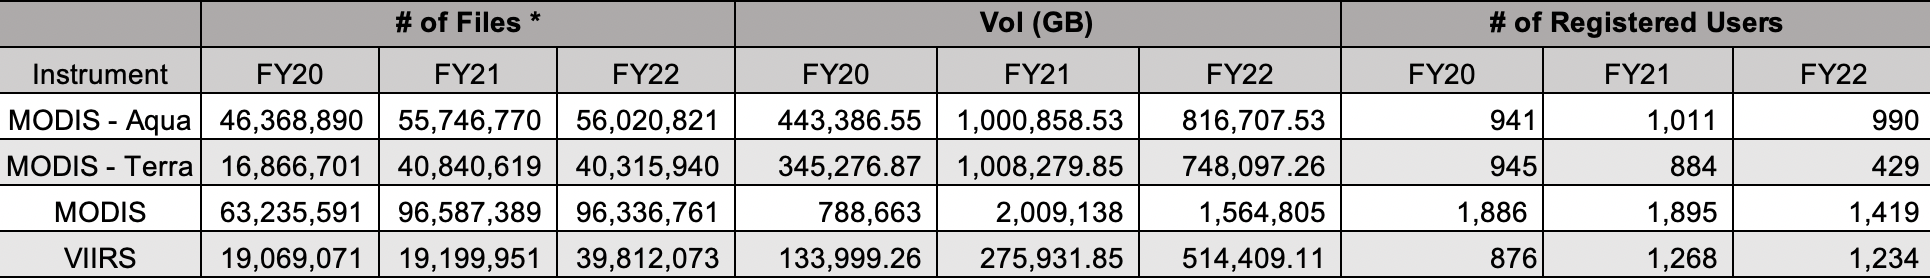 # of Files * Vol (GB) # of Registered Users
Instrument FY20 FY21 FY22 FY20 FY21 FY22 FY20 FY21 FY22
MODIS - Aqua 46,368,890 55,746,770 56,020,821 443,386.55 1,000,858.53 816,707.53 941 1,011 990
MODIS - Terra 16,866,701 40,840,619 40,315,940 345,276.87 1,008,279.85 748,097.26 945 884 429
MODIS 63,235,591 96,587,389 96,336,761 788,663 2,009,138 1,564,805 1,886 1,895 1,419
VIIRS 19,069,071 19,199,951 39,812,073 133,999.26 275,931.85 514,409.11 876 1,268 1,234